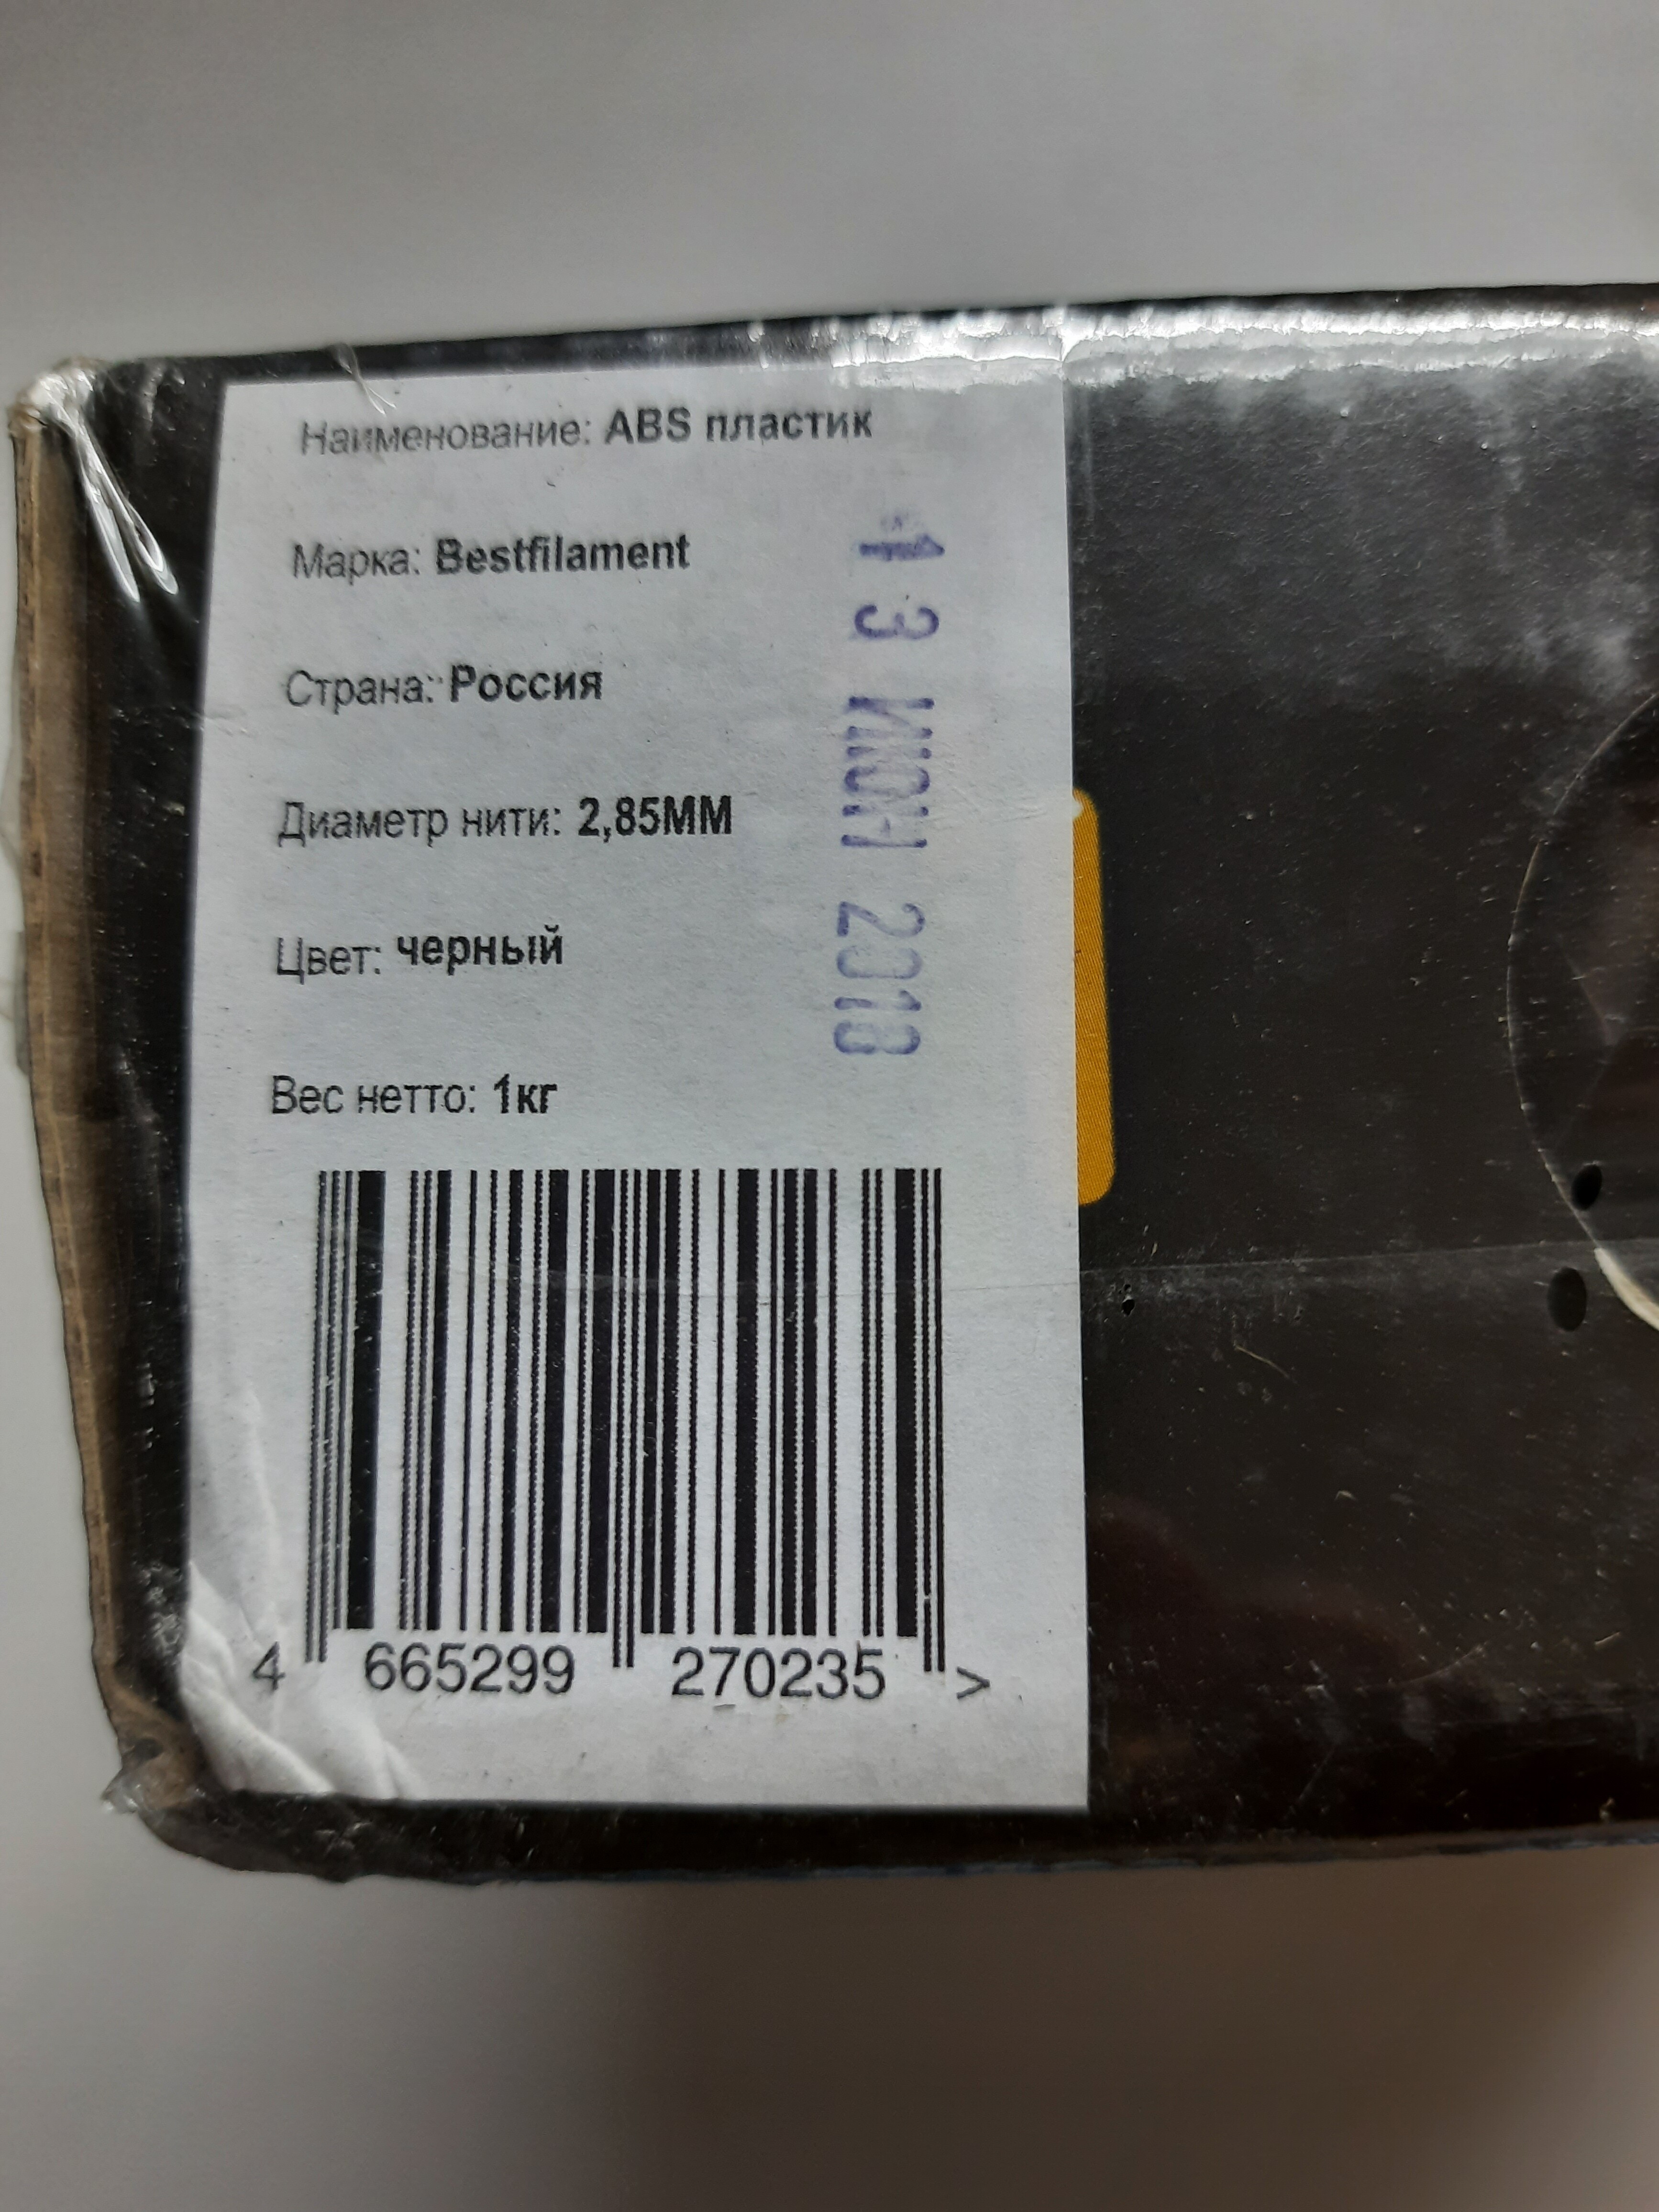 Наименование: ABS пластик
Марка: Bestfilament
Страна: Россия
Диаметр нити: 2,85ММ
Цвет: черный
Вес нетто: 1кг
13 ИЮН 2018
4 665299 270235 >